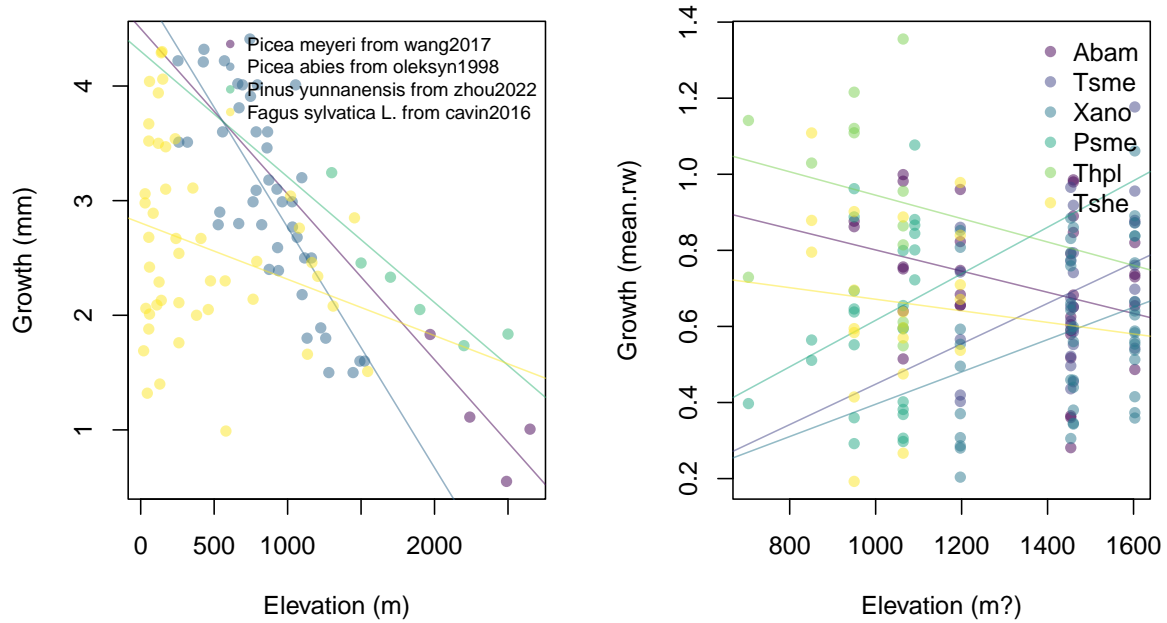 Picea meyeri from wang2017
Picea abies from oleksyn1998
Pinus yunnanensis from zhou2022
Fagus sylvatica L. from cavin2016
Growth (mm)
4
3
2
1
0
500
1000
2000
Elevation (m)
Abam
Tsme
Xano
Psme
Thpl
Tshe
Growth (mean.rw)
1.4
1.2
1.0
0.8
0.6
0.4
0.2
800
1000
1200
1400
1600
Elevation (m?)